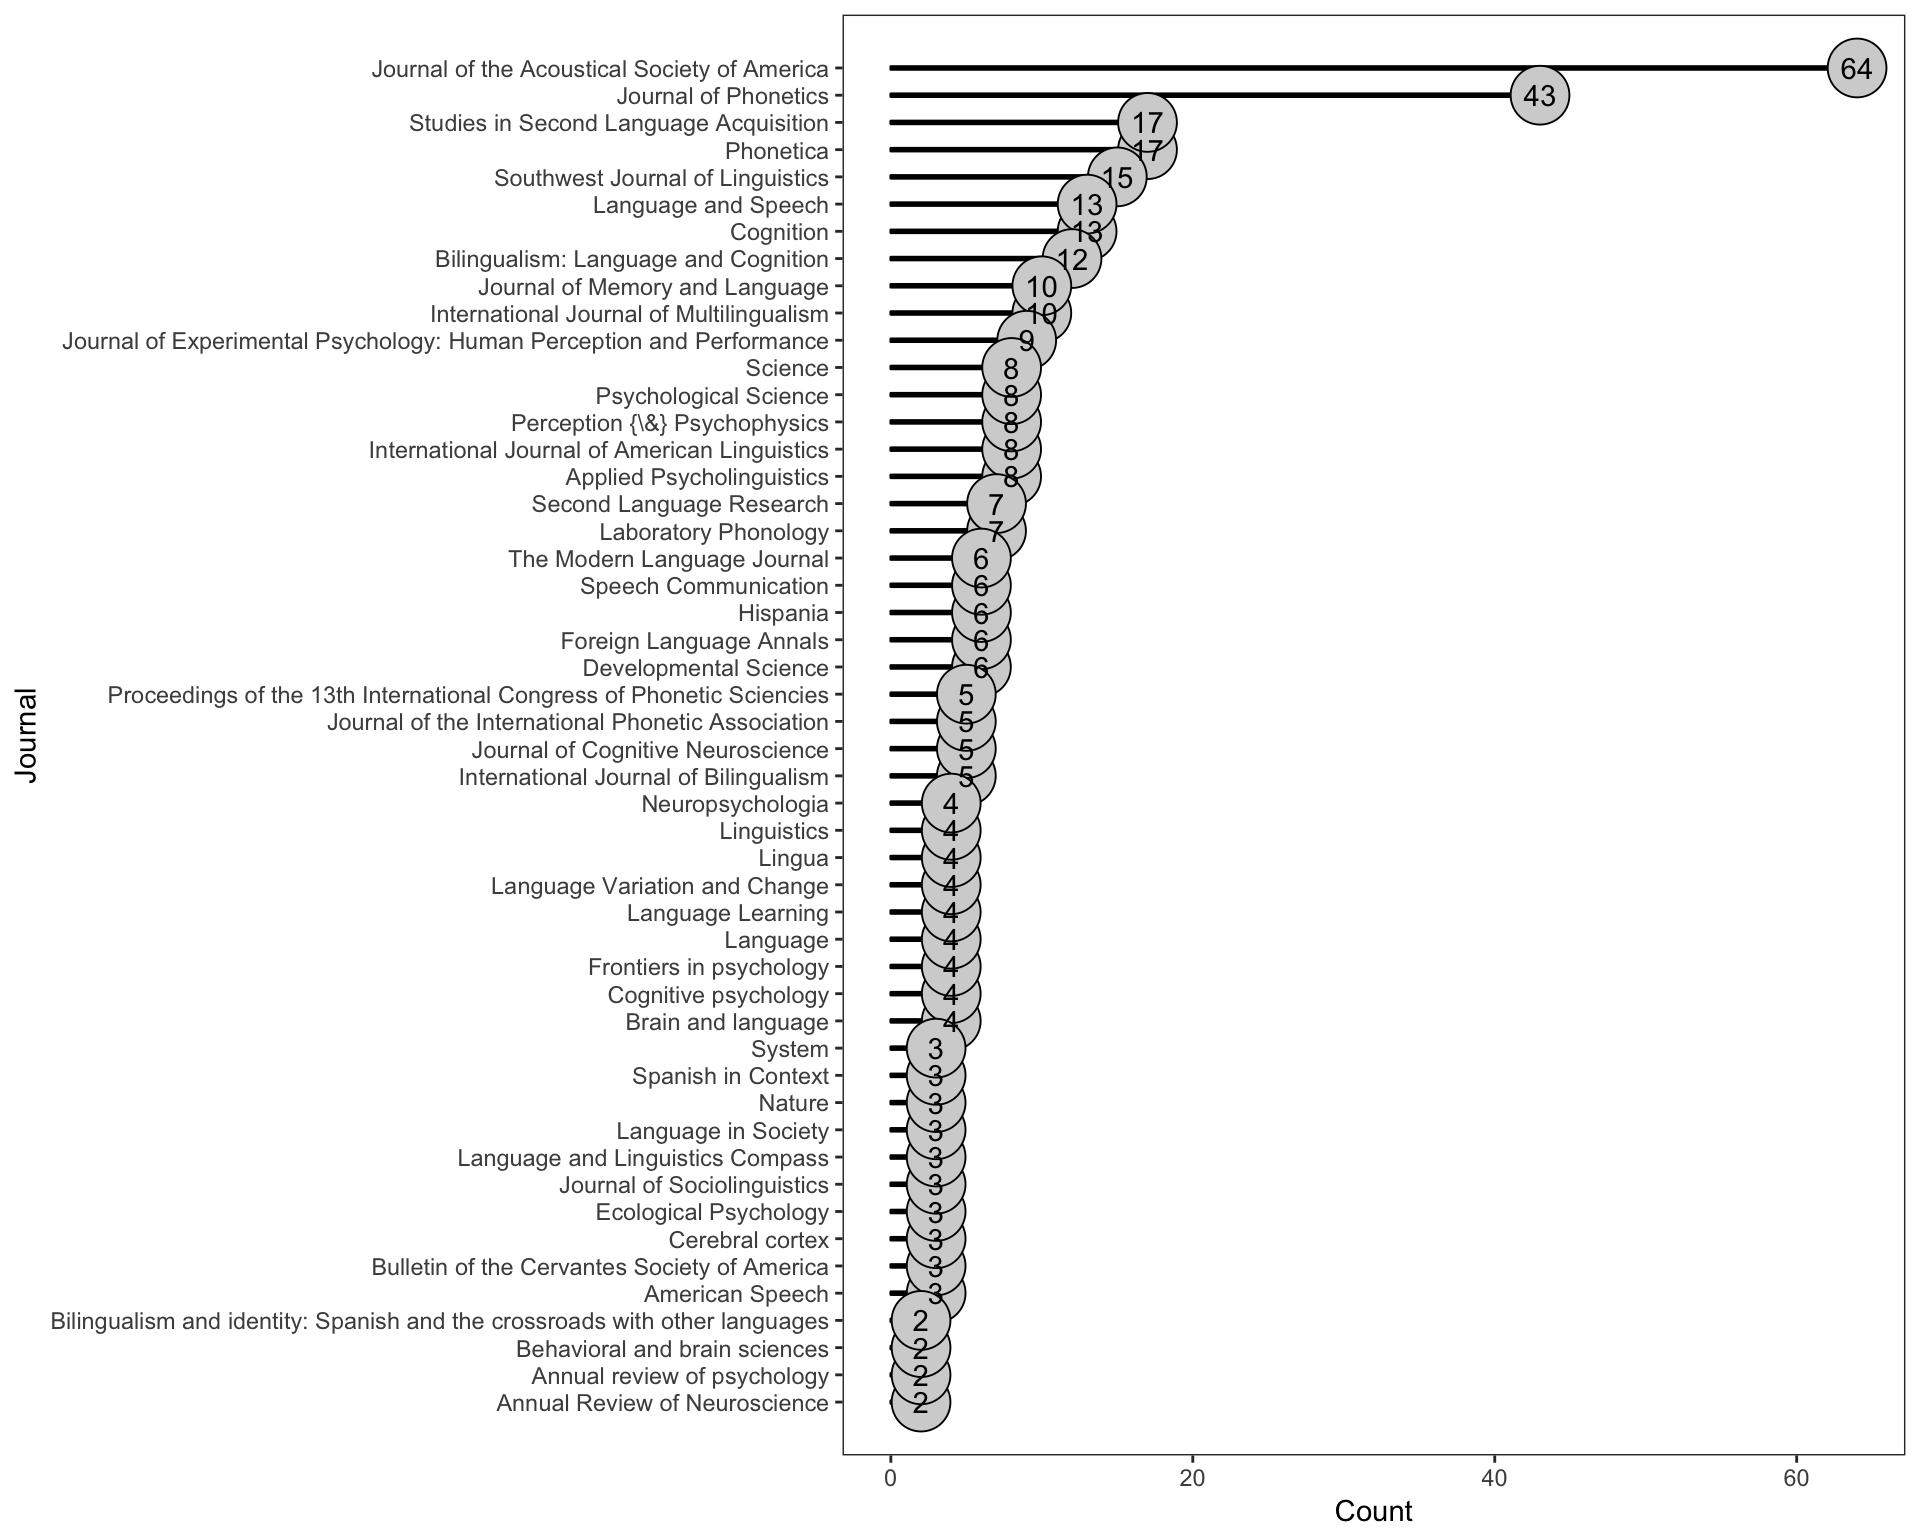 Journal of the Acoustical Society of America 64
Journal of Phonetics 43
Studies in Second Language Acquisition 17
Phonetica 17
Southwest Journal of Linguistics 15
Language and Speech 13
Cognition 13
Bilingualism: Language and Cognition 12
Journal of Memory and Language 10
International Journal of Multilingualism 10
Journal of Experimental Psychology: Human Perception and Performance 9
Science 8
Psychological Science 8
Perception {\&} Psychophysics 8
International Journal of American Linguistics 8
Applied Psycholinguistics 8
Second Language Research 7
Laboratory Phonology 7
The Modern Language Journal 6
Speech Communication 6
Hispania 6
Foreign Language Annals 6
Developmental Science 6
Proceedings of the 13th International Congress of Phonetic Sciencies 5
Journal of the International Phonetic Association 5
Journal of Cognitive Neuroscience 5
International Journal of Bilingualism 5
Neuropsychologia 4
Linguistics 4
Lingua 4
Language Variation and Change 4
Language Learning 4
Language 4
Frontiers in psychology 4
Cognitive psychology 4
Brain and language 4
System 3
Spanish in Context 3
Nature 3
Language in Society 3
Language and Linguistics Compass 3
Journal of Sociolinguistics 3
Ecological Psychology 3
Cerebral cortex 3
Bulletin of the Cervantes Society of America 3
American Speech 3
Bilingualism and identity: Spanish and the crossroads with other languages 2
Behavioral and brain sciences 2
Annual review of psychology 2
Annual Review of Neuroscience 2
Journal
0 20 40 60
Count